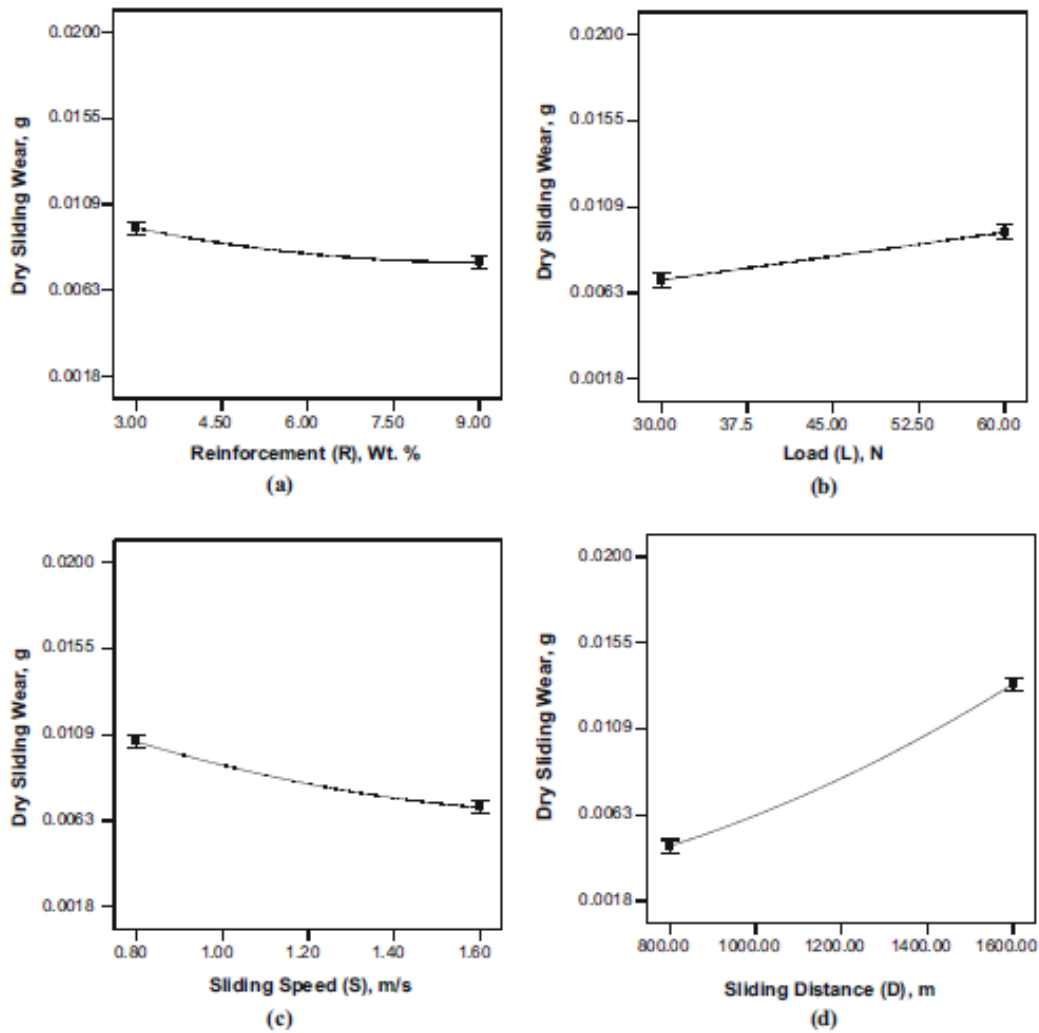 0.0200
0.0155
0.0109
0.0063
0.0018
Dry Sliding Wear, g
3.00 4.50 6.00 7.50 9.00
Reinforcement (R), Wt. %
(a)
0.0200
0.0155
0.0109
0.0063
0.0018
Dry Sliding Wear, g
30.00 37.5 45.00 52.50 60.00
Load (L), N
(b)
0.0200
0.0155
0.0109
0.0063
0.0018
Dry Sliding Wear, g
0.80 1.00 1.20 1.40 1.60
Sliding Speed (S), m/s
(c)
0.0200
0.0155
0.0109
0.0063
0.0018
Dry Sliding Wear, g
800.00 1000.00 1200.00 1400.00 1600.00
Sliding Distance (D), m
(d)